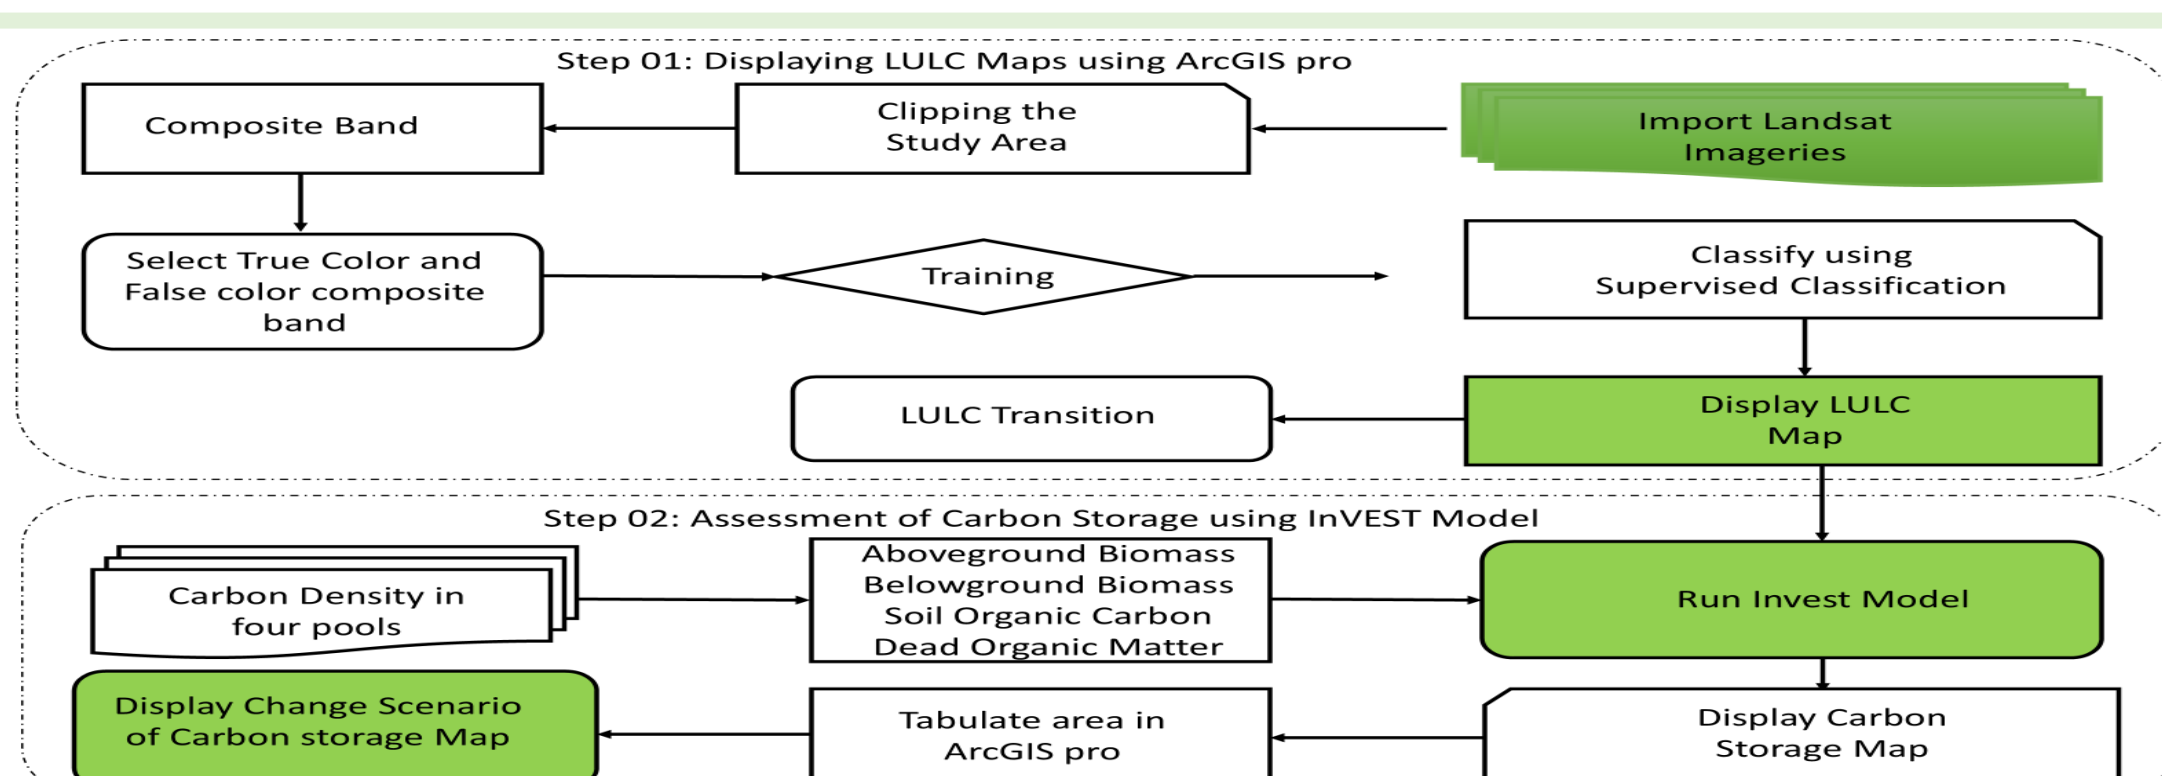 Step 01: Displaying LULC Maps using ArcGIS pro
Composite Band
Clipping the
Study Area
Import Landsat
Imageries
Select True Color and
False color composite
band
Training
Classify using
Supervised Classification
LULC Transition
Display LULC
Map
Step 02: Assessment of Carbon Storage using InVEST Model
Carbon Density in
four pools
Aboveground Biomass
Belowground Biomass
Soil Organic Carbon
Dead Organic Matter
Run Invest Model
Display Change Scenario
of Carbon storage Map
Tabulate area in
ArcGIS pro
Display Carbon
Storage Map